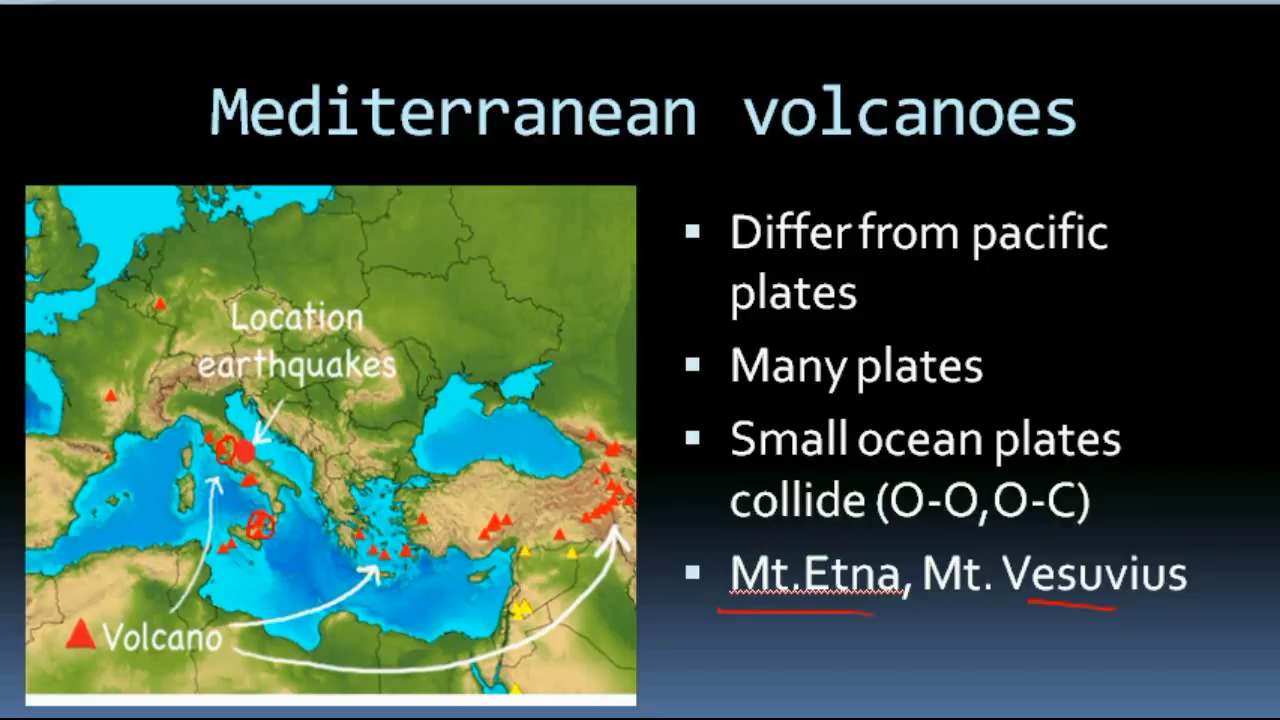 Mediterranean volcanoes
Location
earthquakes
Volcano
Differ from pacific
plates
Many plates
Small ocean plates
collide (O-O,O-C)
Mt.Etna, Mt. Vesuvius